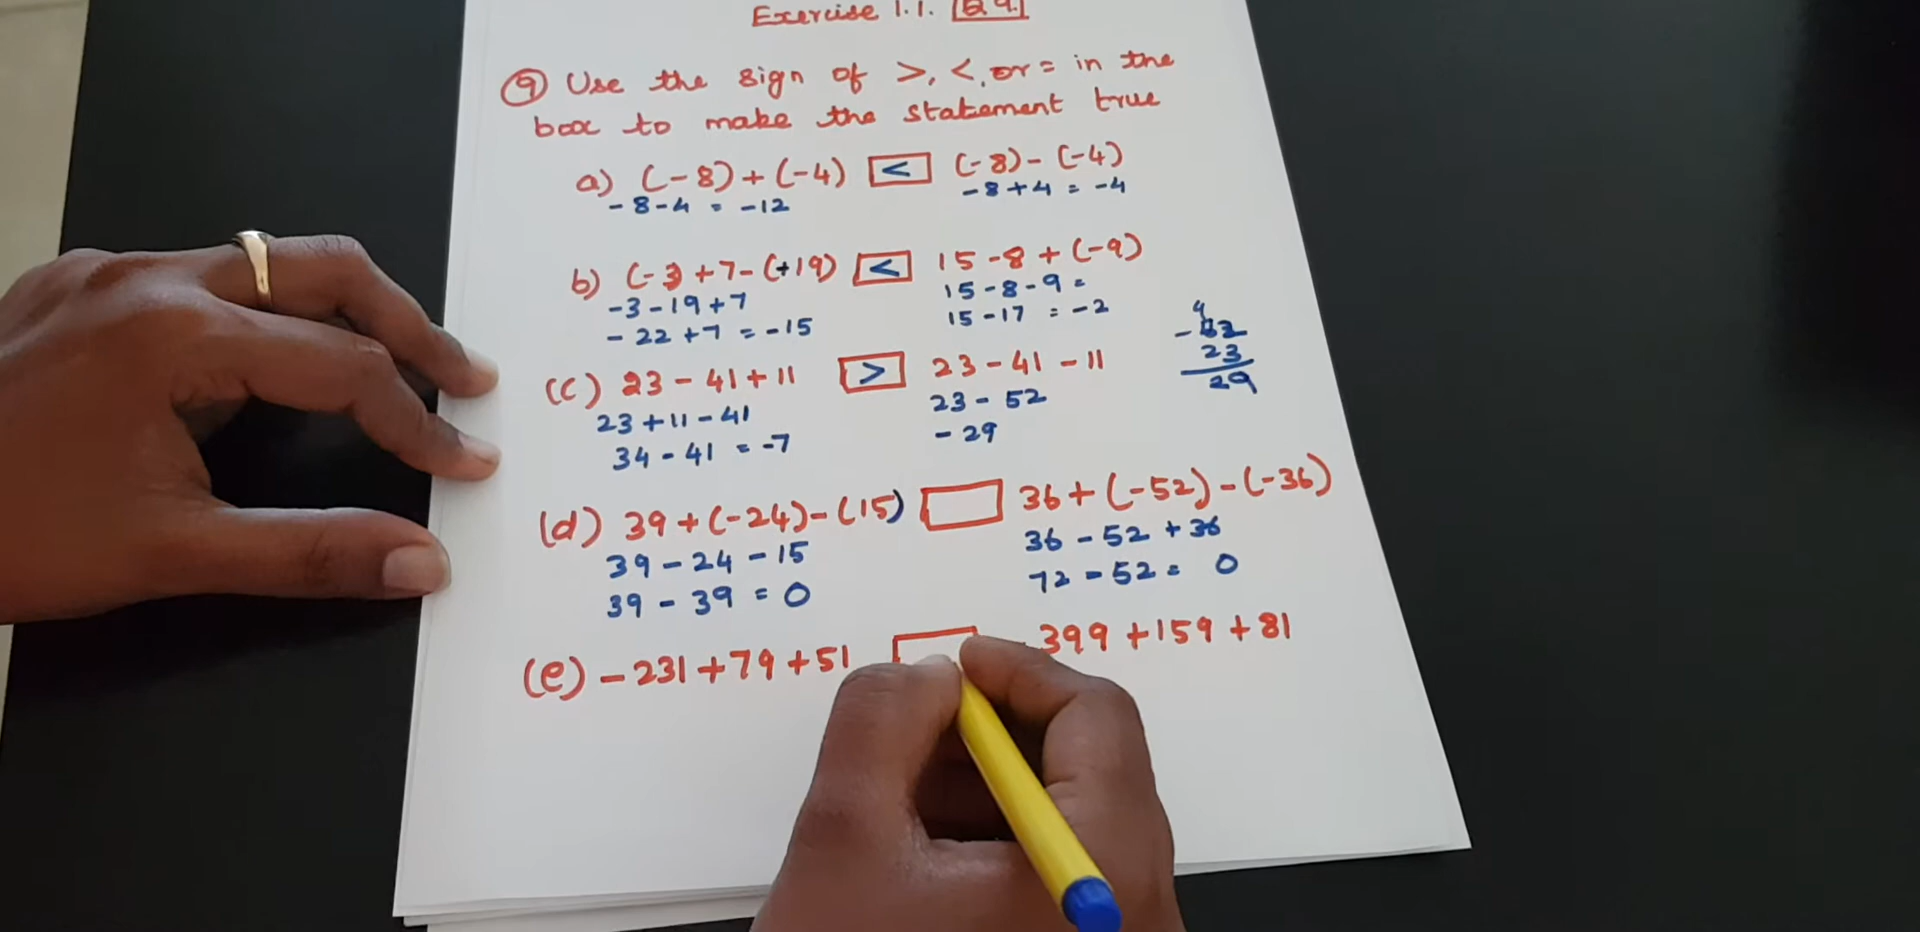 Exercise 1.1. Q9.
9 Use the sign of >, <, or = in the
box to make the statement true
a) (-8) + (-4) < (-8) - (-4)
-8-4 = -12 -8+4 = -4
b) (-3 +7-(+19) < 15 -8 + (-9)
-3-19+7 15-8-9 =
-22+7 = -15 15-17 = -2
(c) 23 - 41 + 11 > 23 - 41 - 11
23+11-41 23 - 52
34 - 41 = -7 -29
4
23
29
(d) 39 + (-24) - (15) 36 + (-52) - (-36)
39 - 24 - 15 36 - 52 + 36
39 - 39 = 0 72 - 52 = 0
(e) -231 + 79 + 51 399 + 159 + 81